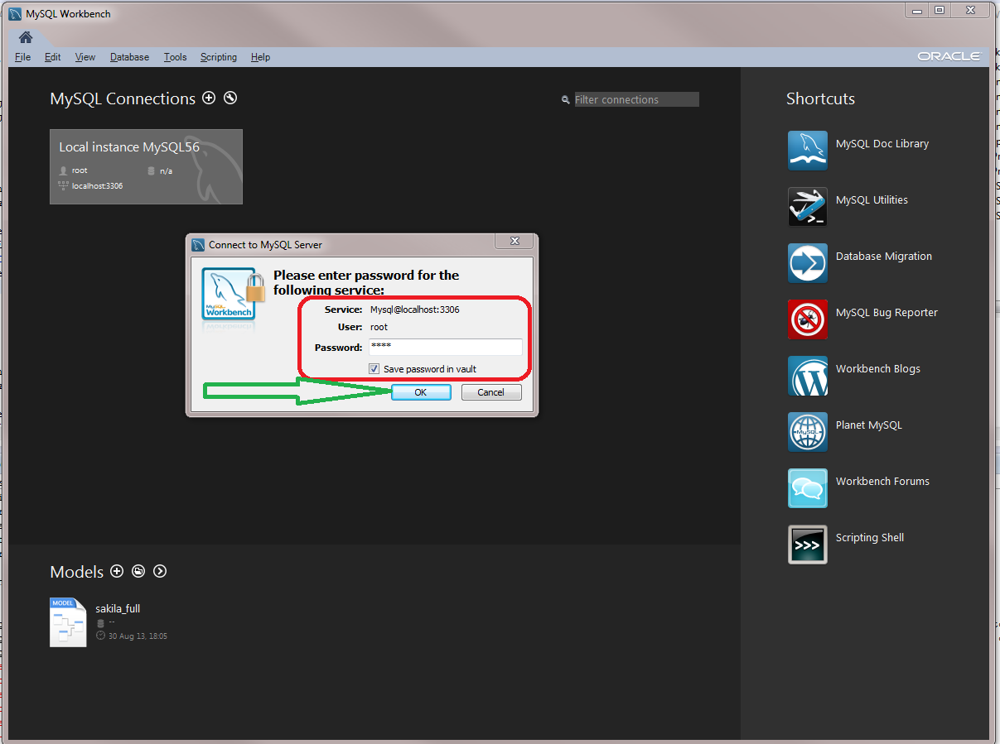 MySQL Workbench
File Edit View Database Tools Scripting Help
ORACLE
MySQL Connections
Filter connections
Local instance MySQL56
root
n/a
localhost:3306
Connect to MySQL Server
Please enter password for the
following service:
MySQL
Workbench
Service: Mysql@localhost:3306
User: root
Password: ****
Save password in vault
OK
Cancel
Shortcuts
MySQL Doc Library
MySQL Utilities
Database Migration
MySQL Bug Reporter
Workbench Blogs
MySQL
Planet MySQL
Workbench Forums
>>>
Scripting Shell
Models
MODEL
sakila_full
--
30 Aug 13, 18:05